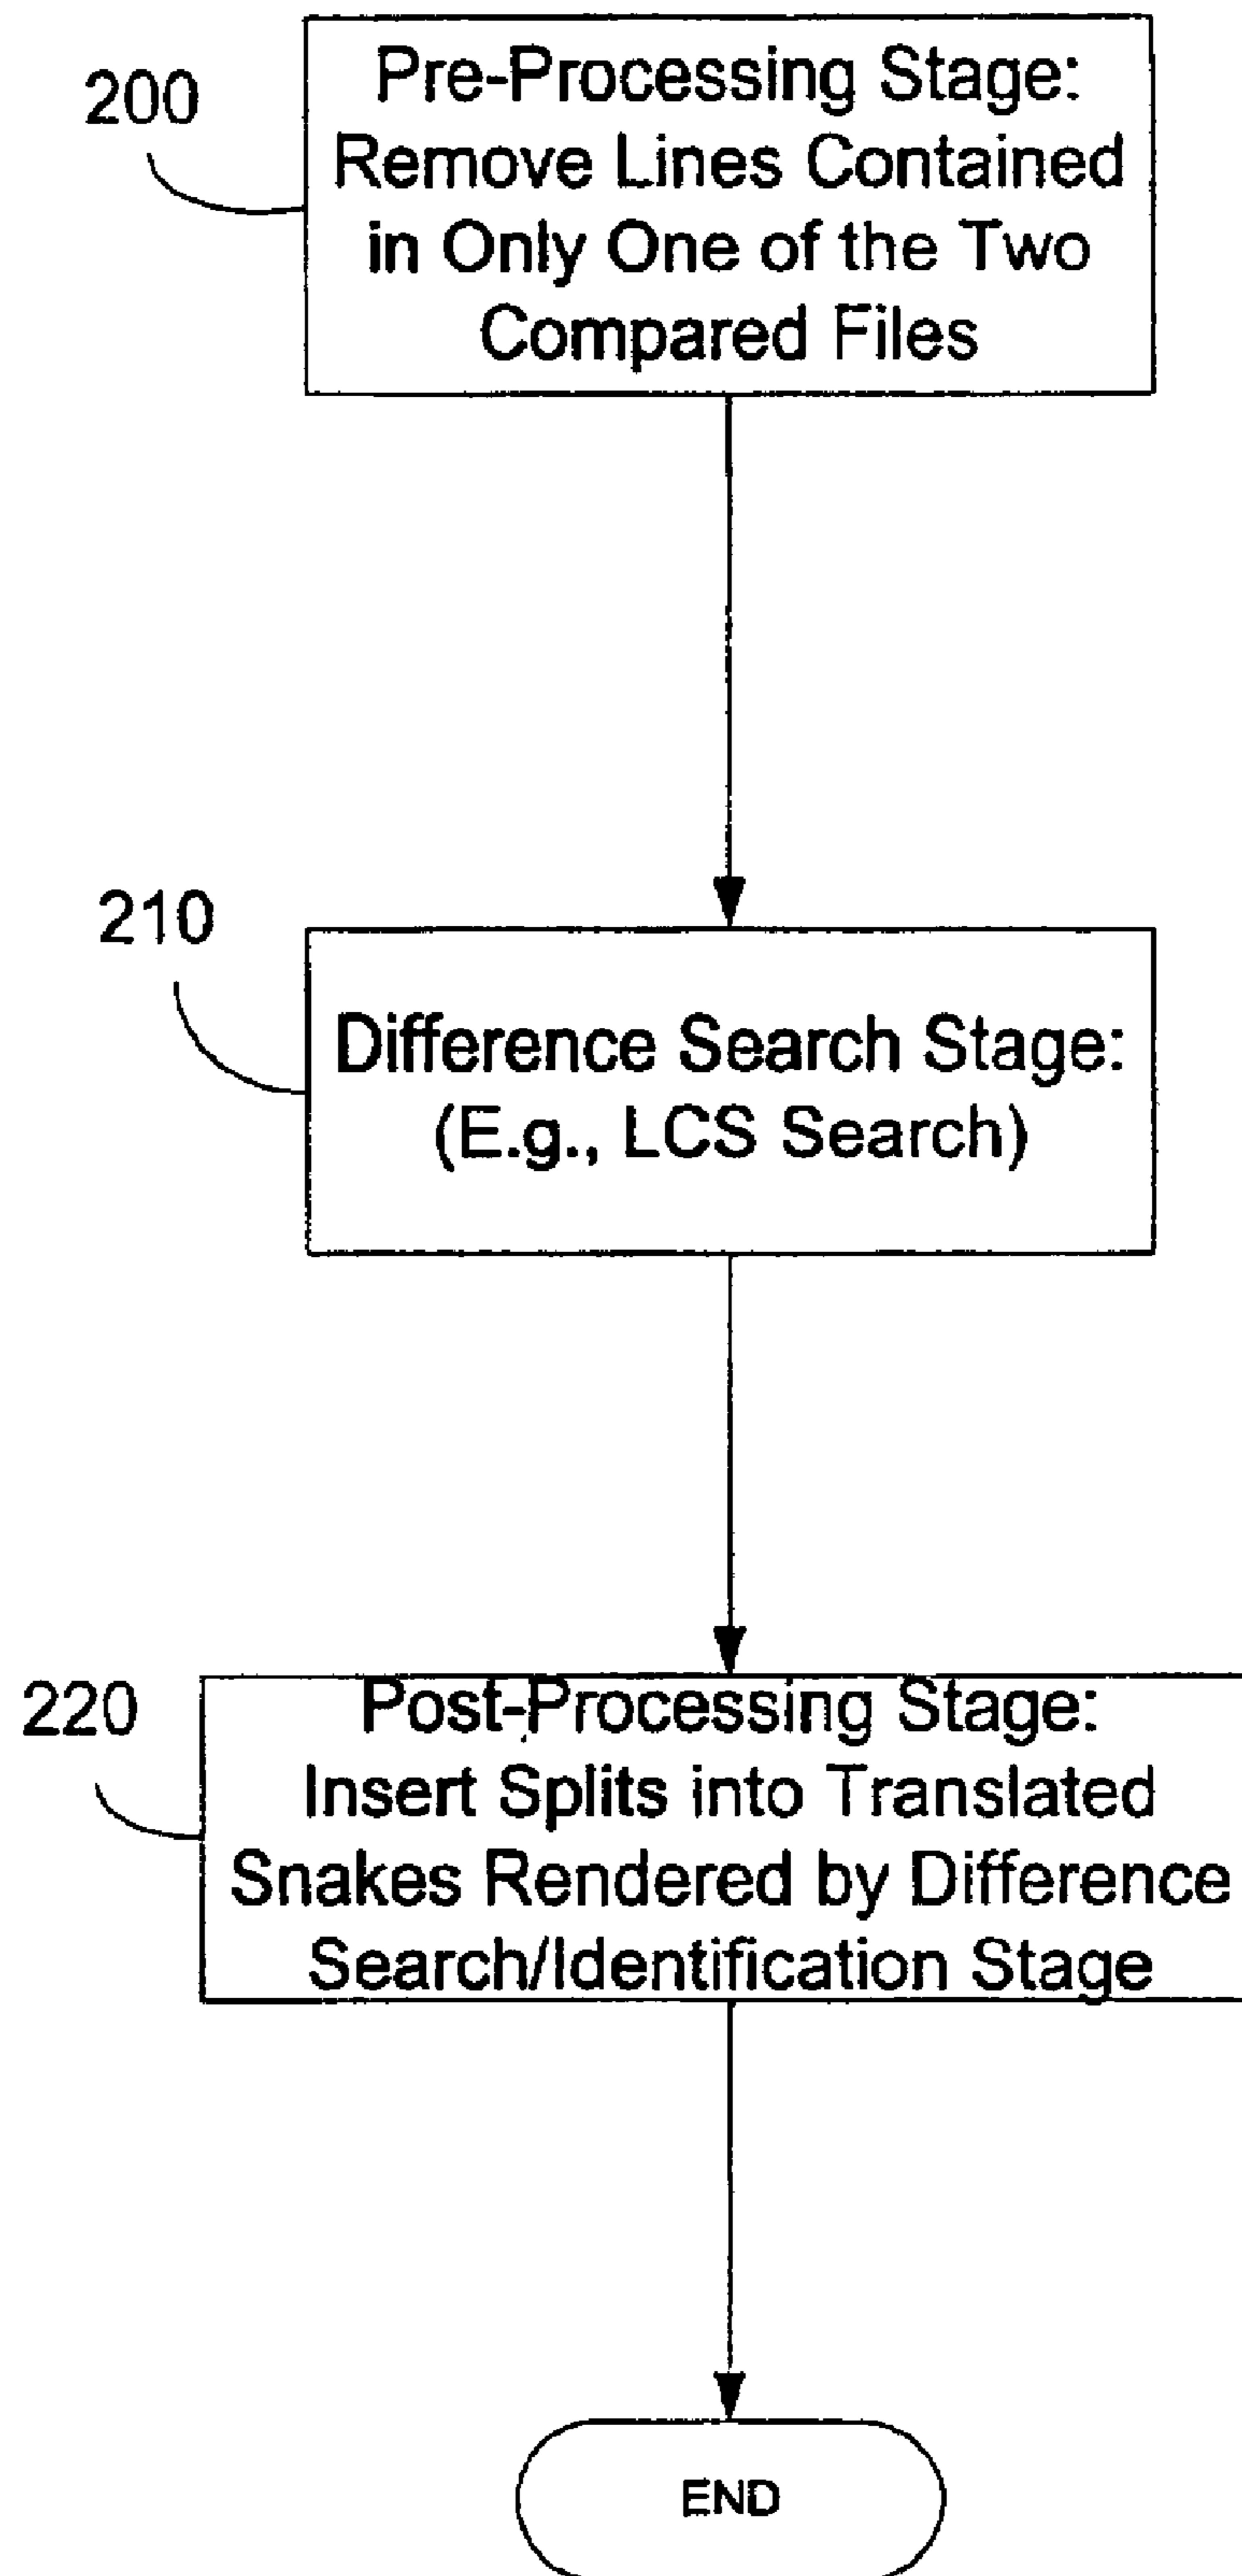 200
Pre-Processing Stage:
Remove Lines Contained
in Only One of the Two
Compared Files
210
Difference Search Stage:
(E.g., LCS Search)
220
Post-Processing Stage:
Insert Splits into Translated
Snakes Rendered by Difference
Search/Identification Stage
END